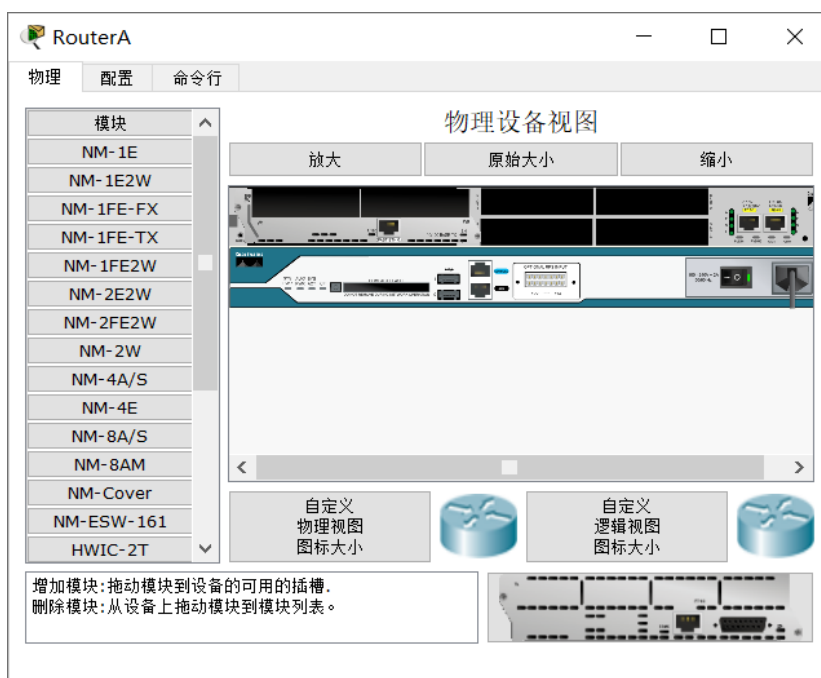 RouterA
物理 配置 命令行
模块
NM-1E
NM-1E2W
NM-1FE-FX
NM-1FE-TX
NM-1FE2W
NM-2E2W
NM-2FE2W
NM-2W
NM-4A/S
NM-4E
NM-8A/S
NM-8AM
NM-Cover
NM-ESW-161
HWIC-2T
物理设备视图
放大 原始大小 缩小
自定义
物理视图
图标大小
自定义
逻辑视图
图标大小
增加模块:拖动模块到设备的可用的插槽.
删除模块:从设备上拖动模块到模块列表。